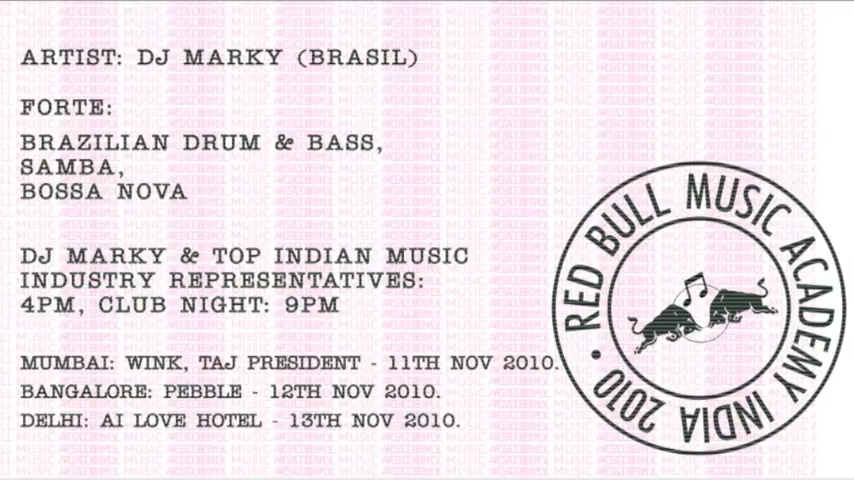 ARTIST: DJ MARKY (BRASIL)
FORTE:
BRAZILIAN DRUM & BASS,
SAMBA,
BOSSA NOVA
DJ MARKY & TOP INDIAN MUSIC
INDUSTRY REPRESENTATIVES:
4PM, CLUB NIGHT: 9PM
MUMBAI: WINK, TAJ PRESIDENT - 11TH NOV 2010.
BANGALORE: PEBBLE - 12TH NOV 2010.
DELHI: AI LOVE HOTEL - 13TH NOV 2010.
RED BULL MUSIC ACADEMY INDIA 2010 •